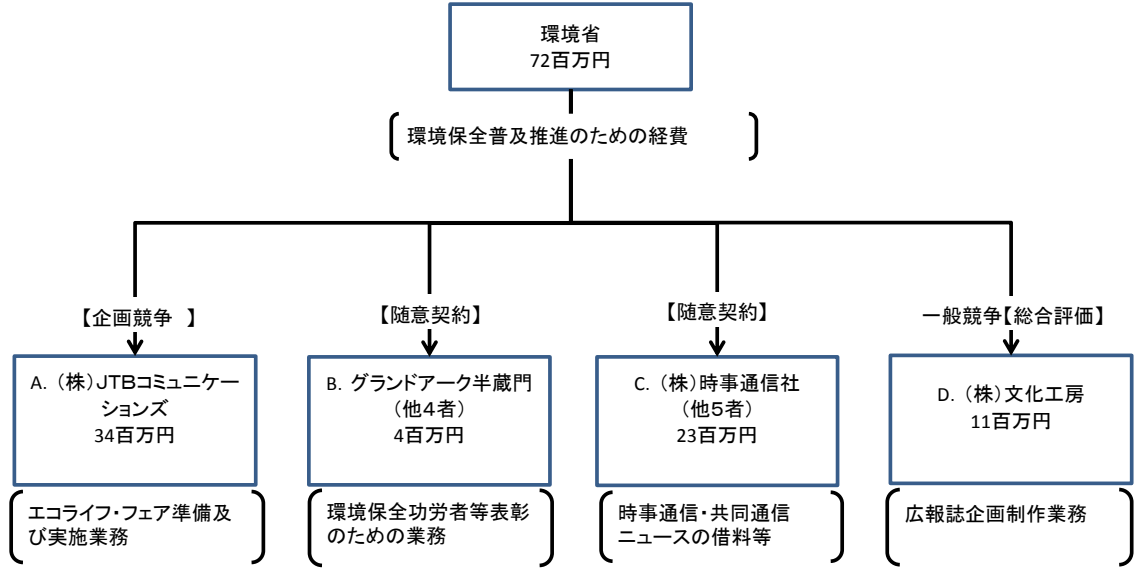 環境省
72百万円
環境保全普及推進のための経費
【企画競争　】
【随意契約】
【随意契約】
一般競争【総合評価】
A.（株）JTBコミュニケー
ションズ
34百万円
B. グランドアーク半蔵門
（他４者）
4百万円
C.（株）時事通信社
（他５者）
23百万円
D.（株）文化工房
11百万円
エコライフ・フェア準備及
び実施業務
環境保全功労者等表彰
のための業務
時事通信・共同通信
ニュースの借料等
広報誌企画制作業務